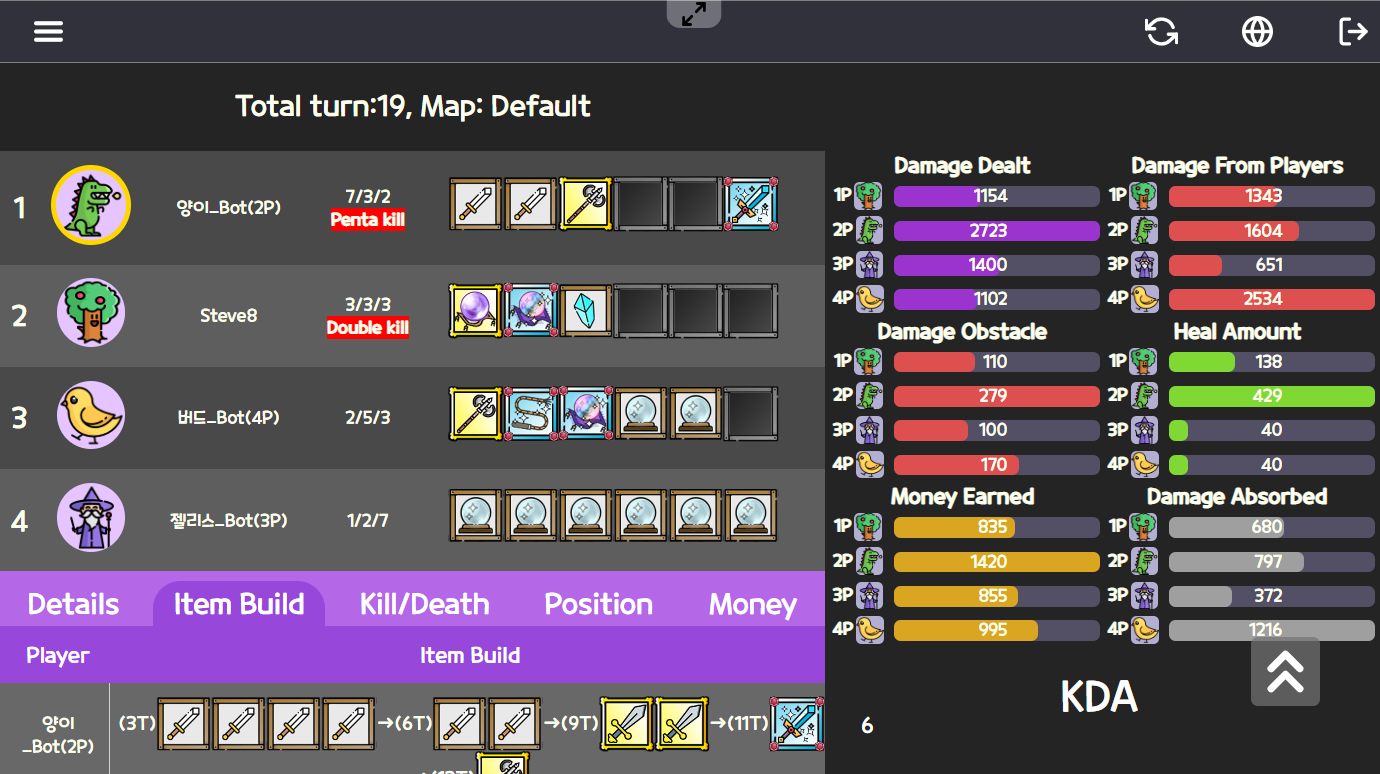 Total turn:19, Map: Default
1
양이_Bot(2P)
7/3/2
Penta kill
2
Steve8
3/3/3
Double kill
3
버드_Bot(4P)
2/5/3
4
젤리스_Bot(3P)
1/2/7
Details
Item Build
Kill/Death
Position
Money
Player
Item Build
양이
_Bot(2P)
(3T)
→(6T)
→(9T)
→(11T)
Damage Dealt
1P 1154
2P 2723
3P 1400
4P 1102
Damage From Players
1P 1343
2P 1604
3P 651
4P 2534
Damage Obstacle
1P 110
2P 279
3P 100
4P 170
Heal Amount
1P 138
2P 429
3P 40
4P 40
Money Earned
1P 835
2P 1420
3P 855
4P 995
Damage Absorbed
1P 680
2P 797
3P 372
4P 1216
KDA
6